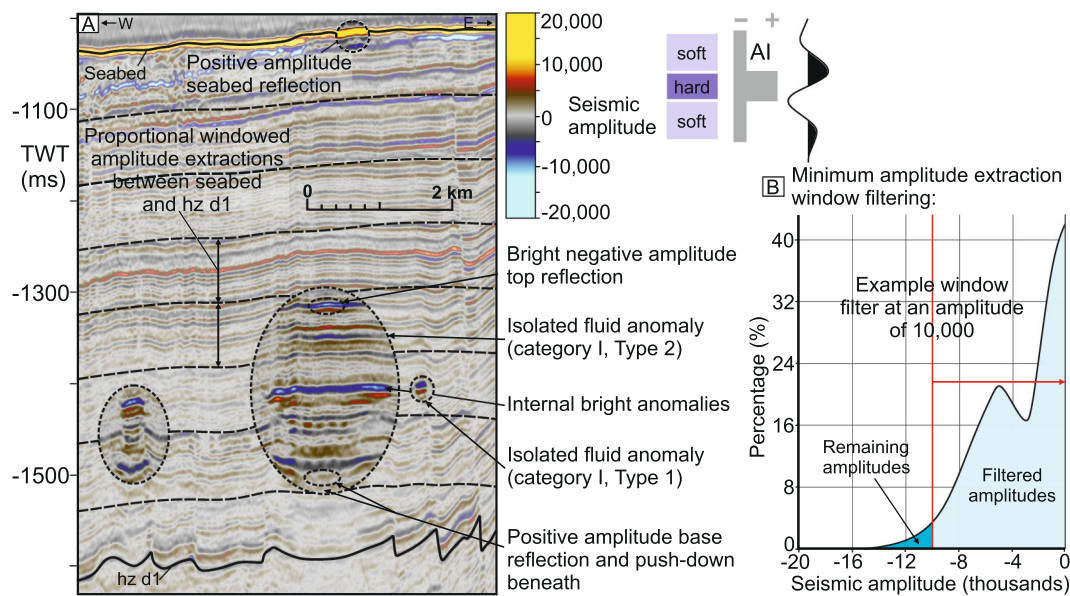 A
W
E
Seabed
Positive amplitude
seabed reflection
Proportional windowed
amplitude extractions
between seabed
and hz d1
0
2 km
hz d1
-1100
TWT
(ms)
-1300
-1500
20,000
10,000
0
-10,000
-20,000
Seismic
amplitude
soft
hard
soft
− +
AI
Bright negative amplitude
top reflection
Isolated fluid anomaly
(category I, Type 2)
Internal bright anomalies
Isolated fluid anomaly
(category I, Type 1)
Positive amplitude base
reflection and push-down
beneath
B
Minimum amplitude extraction
window filtering:
Example window
filter at an amplitude
of 10,000
Remaining
amplitudes
Filtered
amplitudes
Percentage (%)
40
32
24
16
8
0
-20
-16
-12
-8
-4
0
Seismic amplitude (thousands)